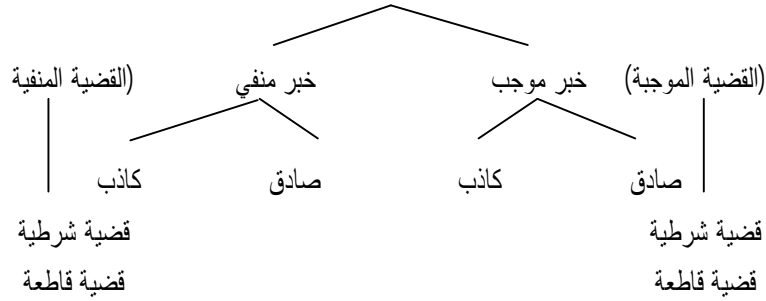 (القضية الموجبة) خبر موجب خبر منفي (القضية المنفية
صادق كاذب صادق كاذب
قضية شرطية قضية شرطية
قضية قاطعة قضية قاطعة